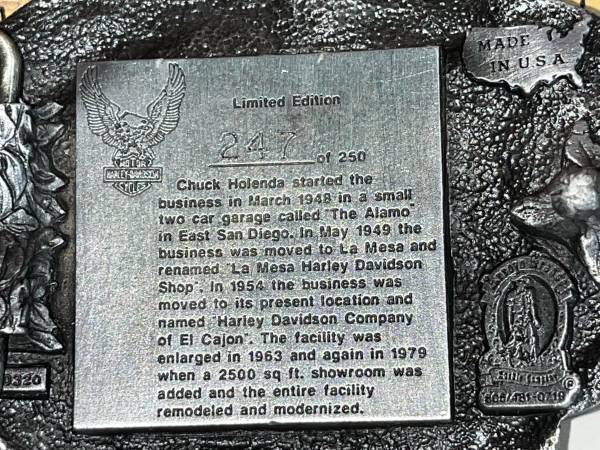 MADE
IN U.S.A
Limited Edition
247 of 250
MOTOR
HARLEY-DAVIDSON
CYCLES
Chuck Holenda started the
business in March 1948 in a small
two car garage called "The Alamo"
in East San Diego. In May 1949 the
business was moved to La Mesa and
renamed "La Mesa Harley Davidson
Shop". In 1954 the business was
moved to its present location and
named "Harley Davidson Company
of El Cajon". The facility was
enlarged in 1963 and again in 1979
when a 2500 sq ft. showroom was
added and the entire facility
remodeled and modernized.